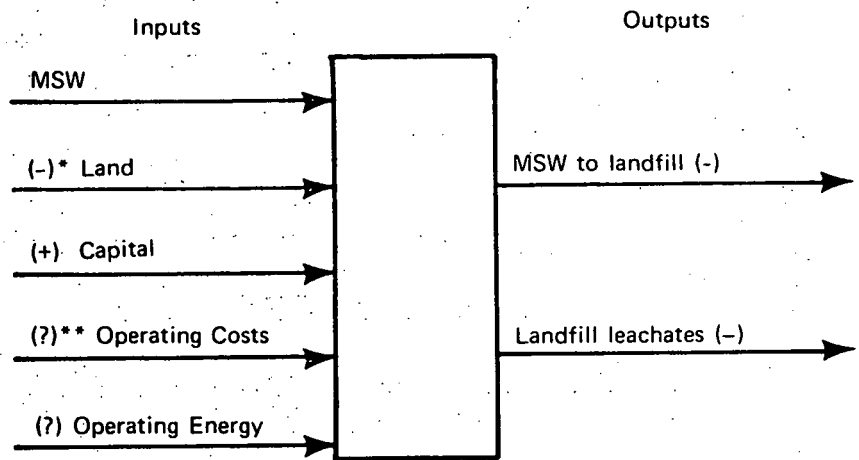 Inputs
Outputs
MSW
(-)* Land
MSW to landfill (-)
(+) Capital
(?)** Operating Costs
Landfill leachates (-)
(?) Operating Energy